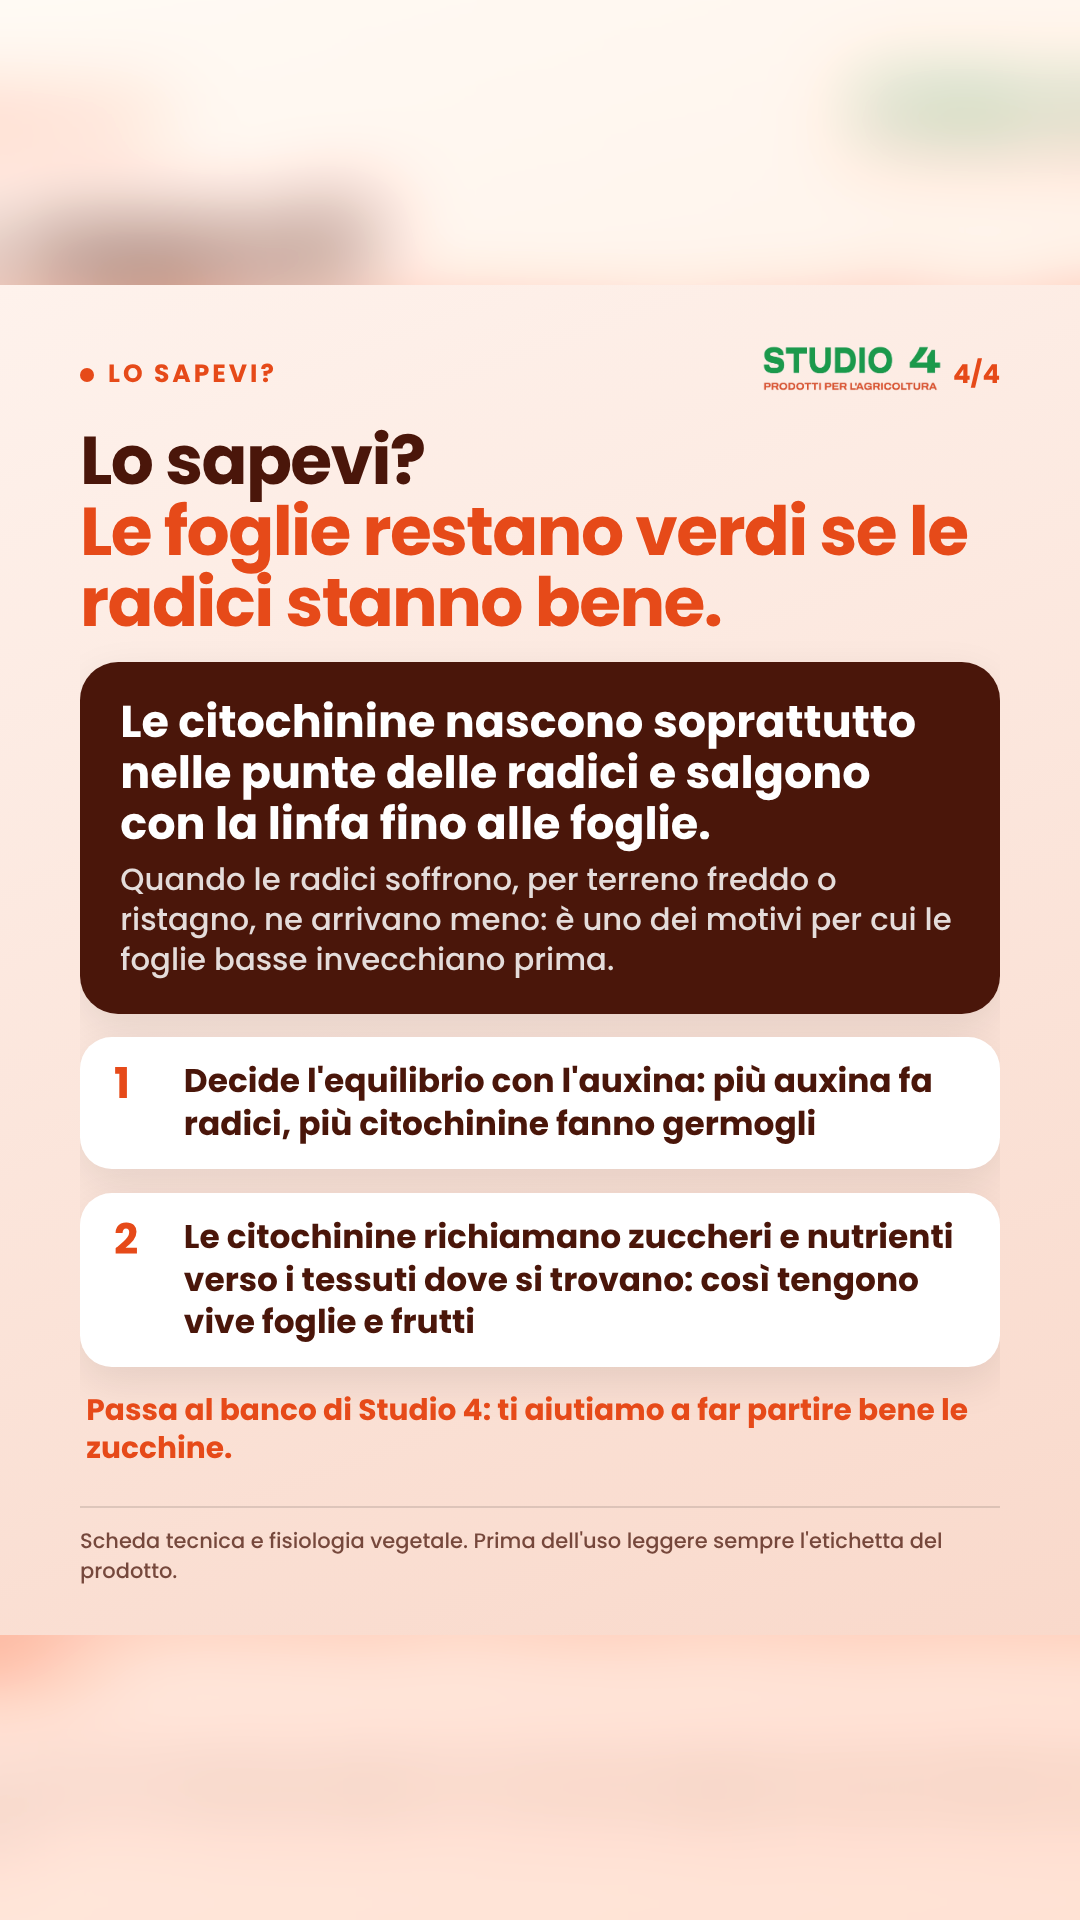 LO SAPEVI?
STUDIO 4
PRODOTTI PER L'AGRICOLTURA
4/4
Lo sapevi?
Le foglie restano verdi se le
radici stanno bene.
Le citochinine nascono soprattutto
nelle punte delle radici e salgono
con la linfa fino alle foglie.
Quando le radici soffrono, per terreno freddo o
ristagno, ne arrivano meno: è uno dei motivi per cui le
foglie basse invecchiano prima.
1
Decide l'equilibrio con l'auxina: più auxina fa
radici, più citochinine fanno germogli
2
Le citochinine richiamano zuccheri e nutrienti
verso i tessuti dove si trovano: così tengono
vive foglie e frutti
Passa al banco di Studio 4: ti aiutiamo a far partire bene le
zucchine.
Scheda tecnica e fisiologia vegetale. Prima dell'uso leggere sempre l'etichetta del
prodotto.